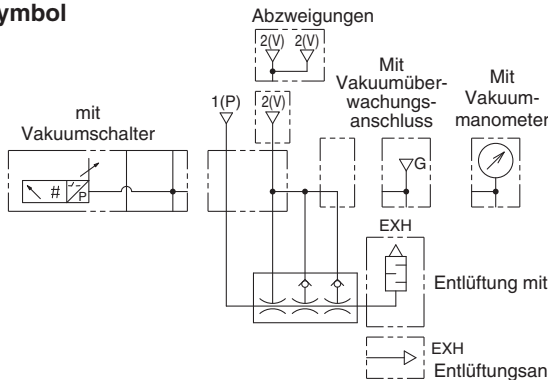 ymbol
Abzweigungen
2(V) 2(V)
1(P)
2(V)
mit
Vakuumschalter
Mit
Vakuumüber-
wachungs-
anschluss
Mit
Vakuum-
manometer
# P
G
EXH
Entlüftung mit
EXH
Entlüftungsan